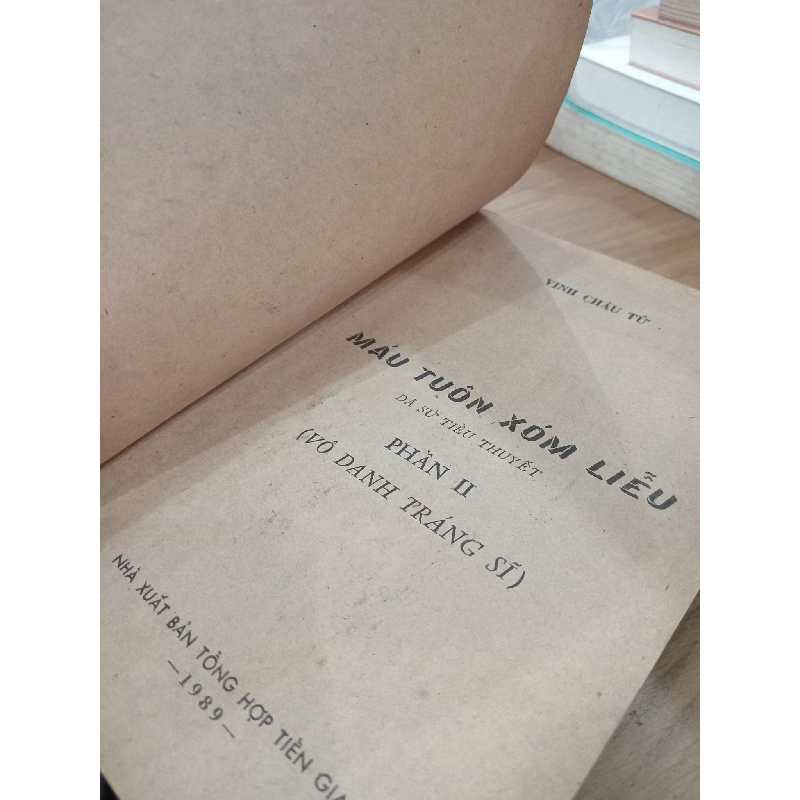 VINH CHÂU TỬ
MÁU TUÔN XÓM LIỄU
DÃ SỬ TIỂU THUYẾT
PHẦN II
(VÔ DANH TRÁNG SĨ)
NHÀ XUẤT BẢN TỔNG HỢP TIỀN GIA
—1989—